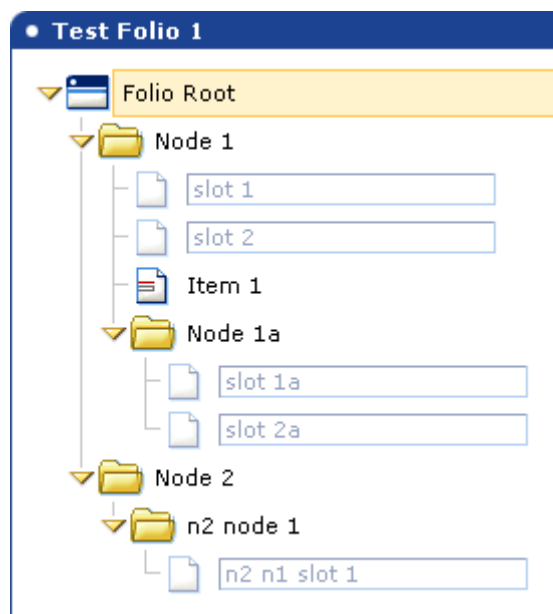 Test Folio 1
Folio Root
Node 1
slot 1
slot 2
Item 1
Node 1a
slot 1a
slot 2a
Node 2
n2 node 1
n2 n1 slot 1